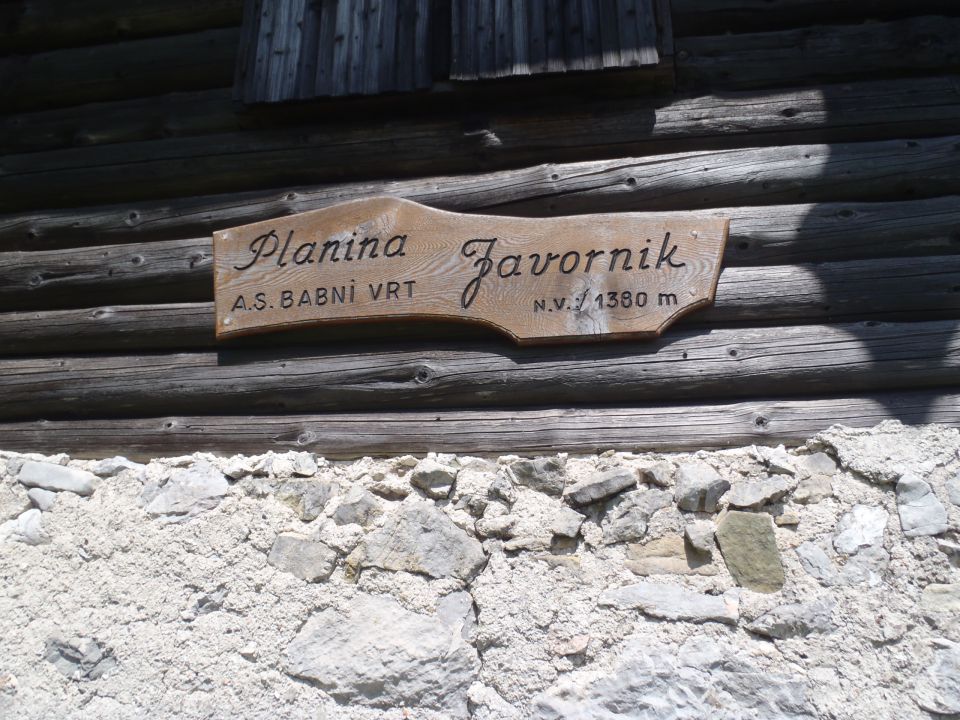 Planina Javornik
A.S. BABNİ VRT N.V.: 1380 m